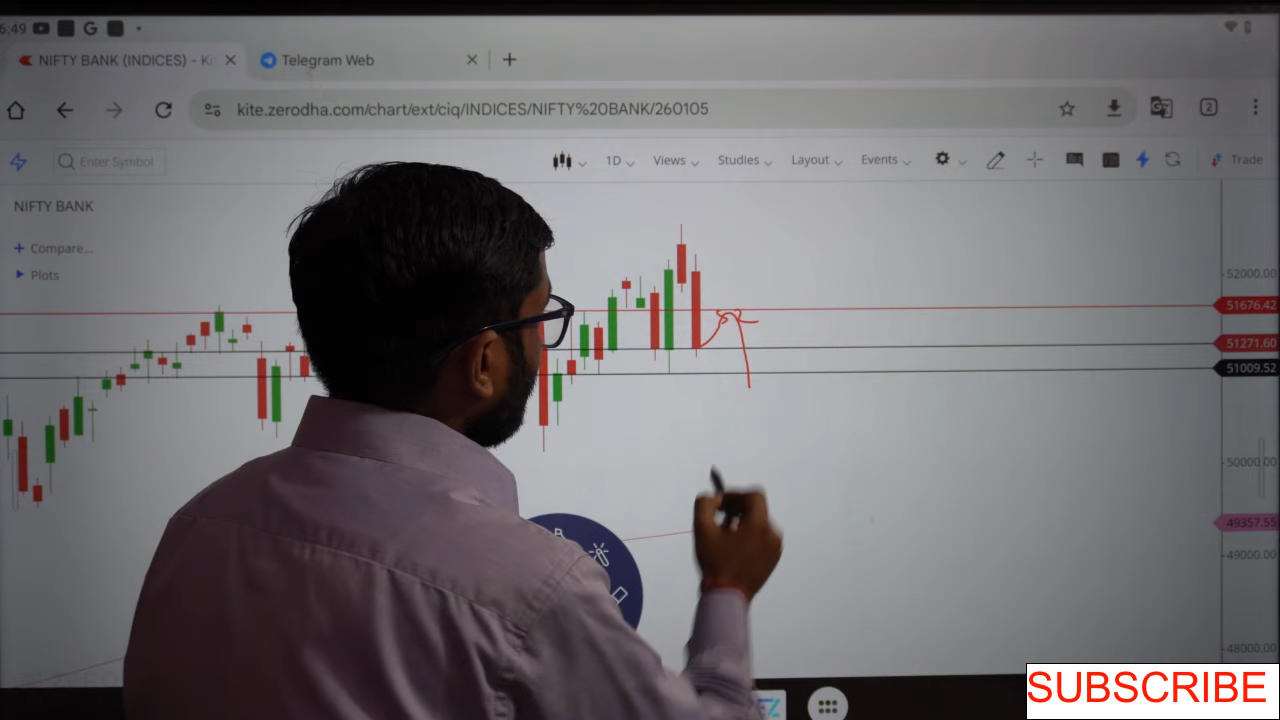 6:49
NIFTY BANK (INDICES) - Ki
Telegram Web
kite.zerodha.com/chart/ext/ciq/INDICES/NIFTY%20BANK/260105
2
Enter Symbol
1D Views Studies Layout Events Trade
NIFTY BANK
Compare...
Plots
52000.00
51676.42
51271.60
51009.52
50000.00
49357.55
49000.00
48000.00
SUBSCRIBE